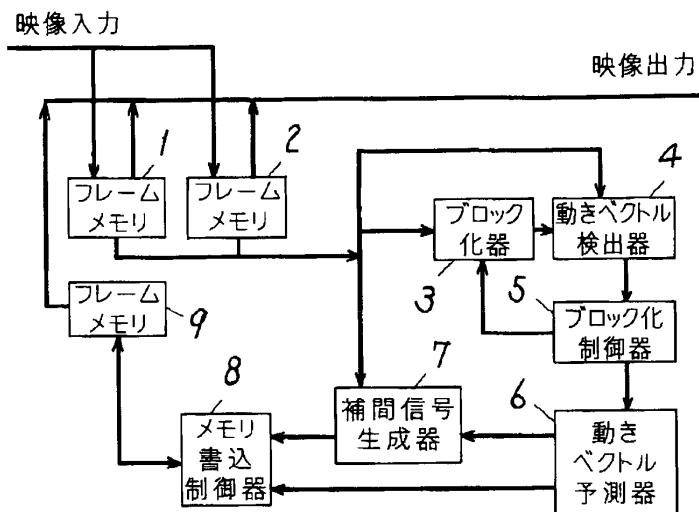 映像入力
映像出力
1
2
フレーム
メモリ
フレーム
メモリ
4
ブロック
化器
動きベクトル
検出器
3
フレーム
メモリ
9
5
ブロック化
制御器
7
補間信号
生成器
8
メモリ
書込
制御器
6
動き
ベクトル
予測器